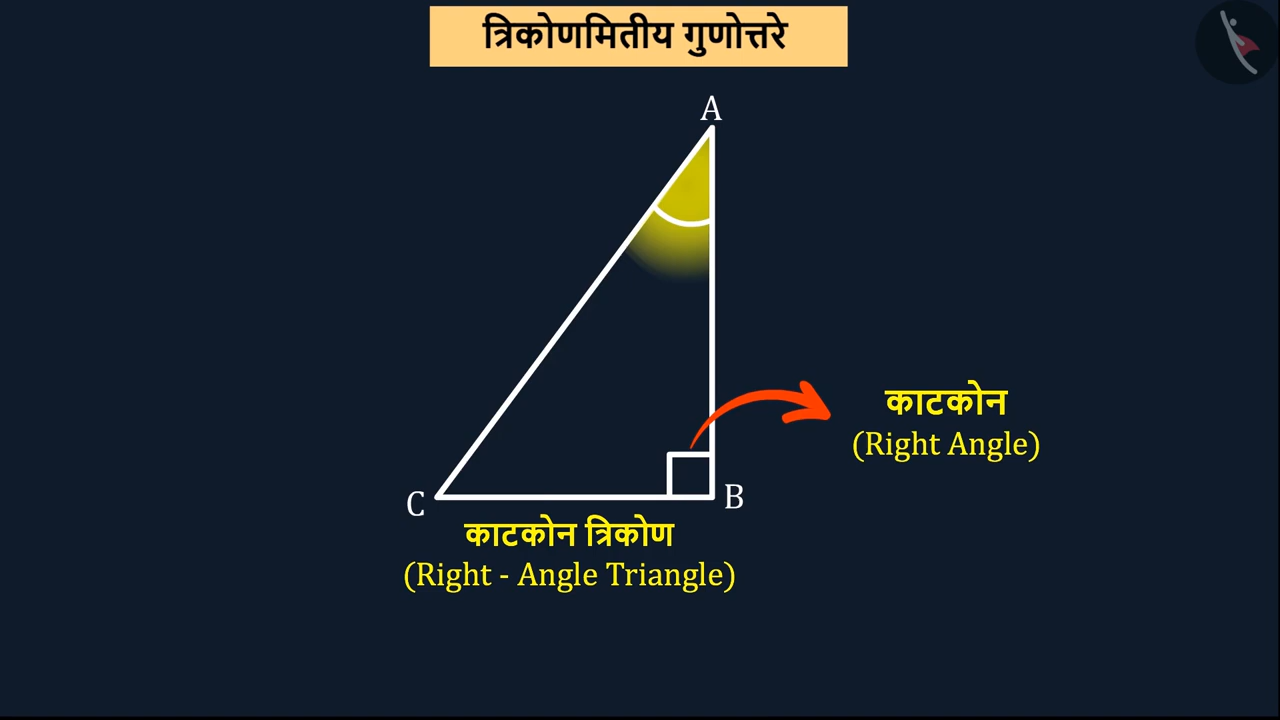 त्रिकोणमितीय गुणोत्तरे
A
काटकोन
(Right Angle)
C
B
काटकोन त्रिकोण
(Right - Angle Triangle)